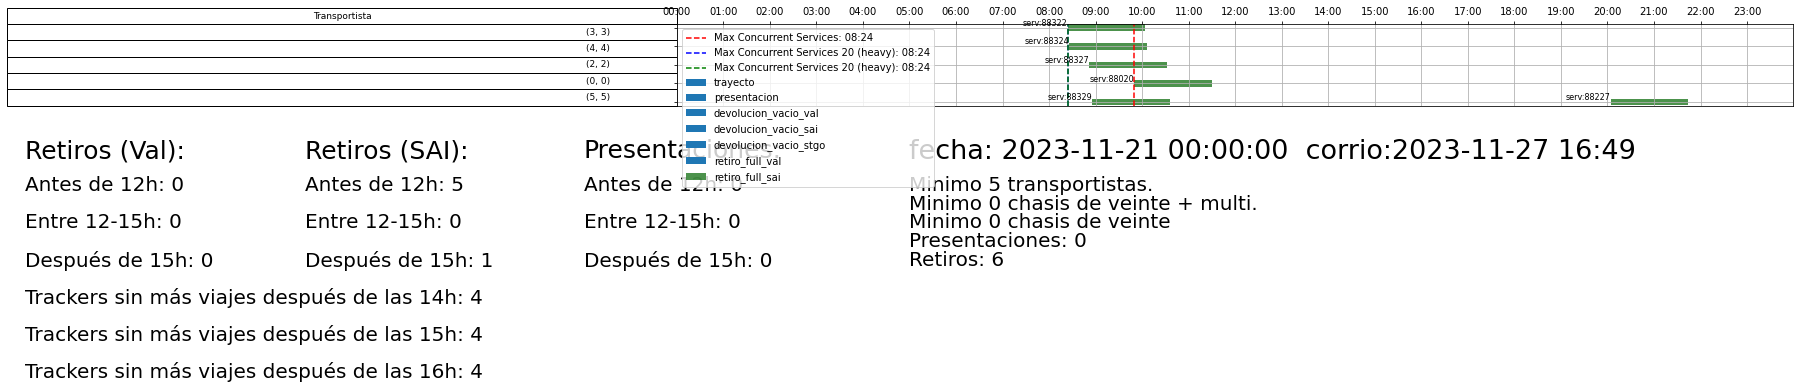 Transportista
(3, 3)
(4, 4)
(2, 2)
(0, 0)
(5, 5)
00:00 01:00 02:00 03:00 04:00 05:00 06:00 07:00 08:00 09:00 10:00 11:00 12:00 13:00 14:00 15:00 16:00 17:00 18:00 19:00 20:00 21:00 22:00 23:00
serv:88322
serv:88324
serv:88327
serv:88020
serv:88329 serv:88227
Max Concurrent Services: 08:24
Max Concurrent Services 20 (heavy): 08:24
Max Concurrent Services 20 (heavy): 08:24
trayecto
presentacion
devolucion_vacio_val
devolucion_vacio_sai
devolucion_vacio_stgo
retiro_full_val
retiro_full_sai
Retiros (Val):
Antes de 12h: 0
Entre 12-15h: 0
Después de 15h: 0
Trackers sin más viajes después de las 14h: 4
Trackers sin más viajes después de las 15h: 4
Trackers sin más viajes después de las 16h: 4
Retiros (SAI):
Antes de 12h: 5
Entre 12-15h: 0
Después de 15h: 1
Presentaciones:
Antes de 12h: 0
Entre 12-15h: 0
Después de 15h: 0
fecha: 2023-11-21 00:00:00 corrio:2023-11-27 16:49
Minimo 5 transportistas.
Minimo 0 chasis de veinte + multi.
Minimo 0 chasis de veinte
Presentaciones: 0
Retiros: 6